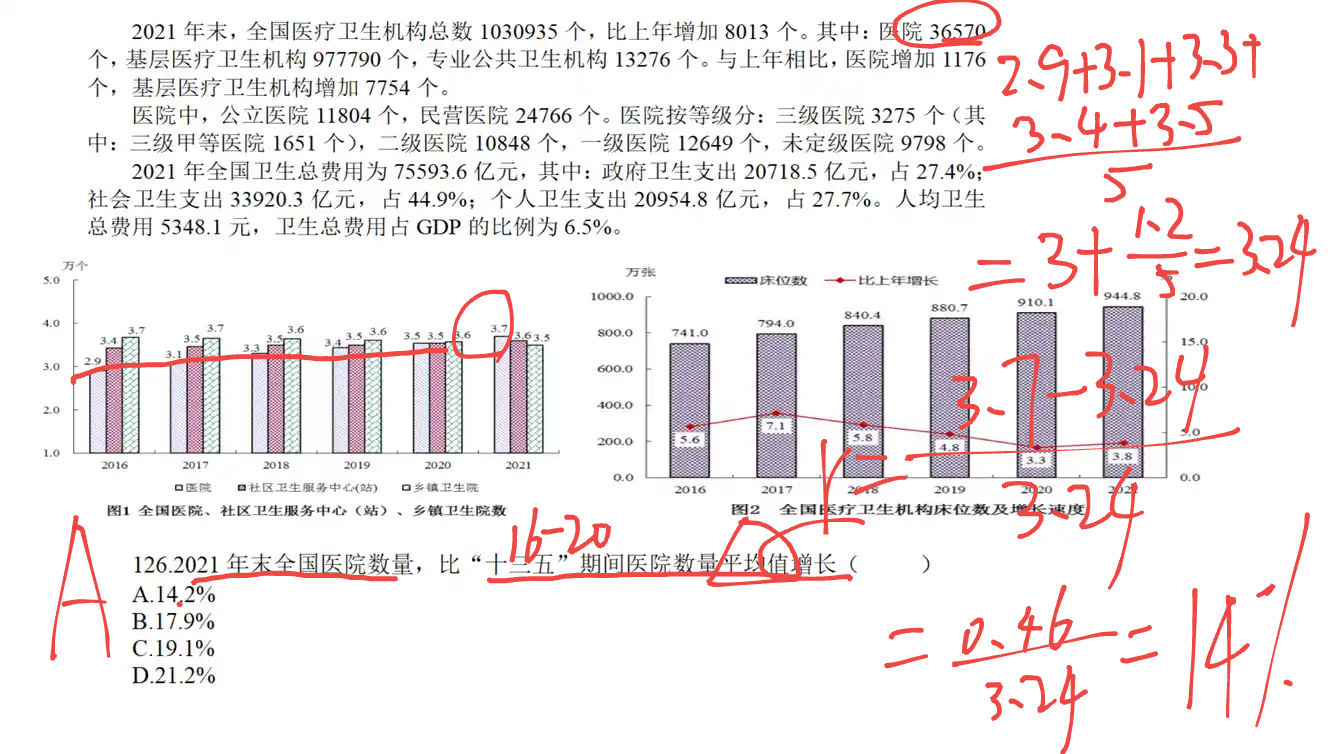 2021 年末，全国医疗卫生机构总数 1030935 个，比上年增加 8013 个。其中：医院 36570
个，基层医疗卫生机构 977790 个，专业公共卫生机构 13276 个。与上年相比，医院增加 1176
个，基层医疗卫生机构增加 7754 个。
医院中，公立医院 11804 个，民营医院 24766 个。医院按等级分：三级医院 3275 个（其
中：三级甲等医院 1651 个），二级医院 10848 个，一级医院 12649 个，未定级医院 9798 个。
2021 年全国卫生总费用为 75593.6 亿元，其中：政府卫生支出 20718.5 亿元，占 27.4%；
社会卫生支出 33920.3 亿元，占 44.9%；个人卫生支出 20954.8 亿元，占 27.7%。人均卫生
总费用 5348.1 元，卫生总费用占 GDP 的比例为 6.5%。
2.9+3.1+3.3+
3.4+3.5
5
=3+1.2/5=3.24
万个
5.0
4.0
3.0
2.0
1.0
2.9 3.4 3.7 3.1 3.5 3.7 3.3 3.5 3.6 3.4 3.5 3.6 3.5 3.5 3.6 3.7 3.6 3.5
2016 2017 2018 2019 2020 2021
医院 社区卫生服务中心(站) 乡镇卫生院
图1 全国医院、社区卫生服务中心（站）、乡镇卫生院数
万张 床位数 比上年增长
1000.0 800.0 600.0 400.0 200.0 0.0
741.0 794.0 840.4 880.7 910.1 944.8
5.6 7.1 5.8 4.8 3.3 3.8
20.0 15.0 10.0 5.0 0.0
2016 2017 2018 2019 2020 2021
图2 全国医疗卫生机构床位数及增长速度
r=
3.7-3.24
3.24
=0.46/3.24=14%
16-20
126.2021 年末全国医院数量，比“十三五”期间医院数量平均值增长（ ）
A.14.2%
B.17.9%
C.19.1%
D.21.2%
A